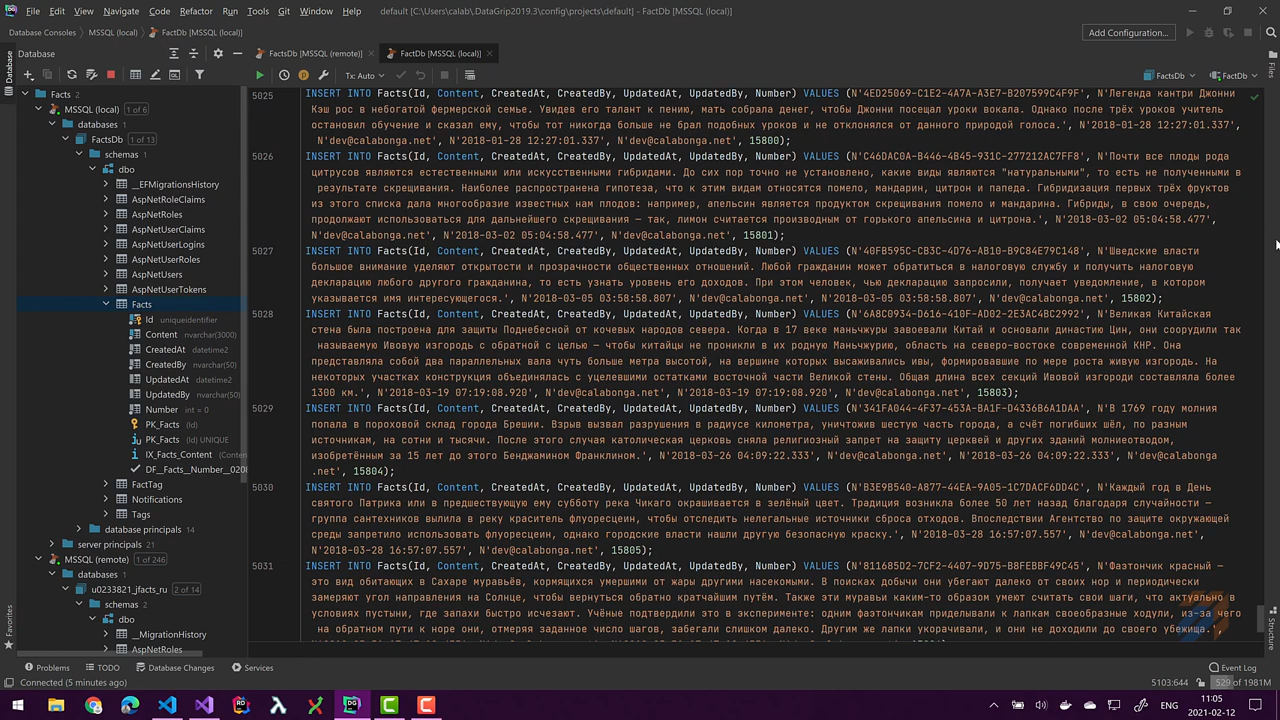 File Edit View Navigate Code Refactor Run Tools Git Window Help default [C:\Users\calab\.DataGrip2019.3\config\projects\default] - FactDb [MSSQL (local)]
Database Consoles MSSQL (local) FactDb [MSSQL (local)] Add Configuration...
Database FactsDb [MSSQL (remote)] FactDb [MSSQL (local)]
Tx: Auto FactsDb FactDb
Facts
MSSQL (local) 1 of 6
databases 1
FactsDb 1 of 13
schemas 1
dbo
__EFMigrationsHistory
AspNetRoleClaims
AspNetRoles
AspNetUserClaims
AspNetUserLogins
AspNetUserRoles
AspNetUsers
AspNetUserTokens
Facts
Id uniqueidentifier
Content nvarchar(3000)
CreatedAt datetime2
CreatedBy nvarchar(50)
UpdatedAt datetime2
UpdatedBy nvarchar(50)
Number int = 0
PK_Facts (Id)
PK_Facts (Id) UNIQUE
IX_Facts_Content (Conten
DF__Facts__Number__0208
FactTag
Notifications
Tags
database principals 14
server principals 21
MSSQL (remote) 1 of 246
databases 1
u0233821_jfacts_ru 2 of 14
schemas 1
dbo
__MigrationHistory
AspNetRoles
5025 INSERT INTO Facts(Id, Content, CreatedAt, CreatedBy, UpdatedAt, UpdatedBy, Number) VALUES (N'4ED25069-C1E2-4A7A-A3E7-B207599C4F9F', N'Легенда кантри Джонни
Кэш рос в небогатой фермерской семье. Увидев его талант к пению, мать собрала денег, чтобы Джонни посещал уроки вокала. Однако после трёх уроков учитель
остановил обучение и сказал ему, чтобы тот никогда больше не брал подобных уроков и не отклонялся от данного природой голоса.', N'2018-01-28 12:27:01.337',
N'dev@calabonga.net', N'2018-01-28 12:27:01.337', N'dev@calabonga.net', 15800);
5026 INSERT INTO Facts(Id, Content, CreatedAt, CreatedBy, UpdatedAt, UpdatedBy, Number) VALUES (N'C46DAC0A-B446-4B45-931C-277212AC7FF8', N'Почти все плоды рода
цитрусов являются естественными или искусственными гибридами. До сих пор точно не установлено, какие виды являются "натуральными", то есть не полученными в
результате скрещивания. Наиболее распространена гипотеза, что к этим видам относятся помело, мандарин, цитрон и папеда. Гибридизация первых трёх фруктов
из этого списка дала многообразие известных нам плодов: например, апельсин является продуктом скрещивания помело и мандарина. Гибриды, в свою очередь,
продолжают использоваться для дальнейшего скрещивания — так, лимон считается производным от горького апельсина и цитрона.', N'2018-03-02 05:04:58.477',
N'dev@calabonga.net', N'2018-03-02 05:04:58.477', N'dev@calabonga.net', 15801);
5027 INSERT INTO Facts(Id, Content, CreatedAt, CreatedBy, UpdatedAt, UpdatedBy, Number) VALUES (N'40FB595C-CB3C-4D76-AB10-B9C84E79C148', N'Шведские власти
большое внимание уделяют открытости и прозрачности общественных отношений. Любой гражданин может обратиться в налоговую службу и получить налоговую
декларацию любого другого гражданина, то есть узнать уровень его доходов. При этом человек, чью декларацию запросили, получает уведомление, в котором
указывается имя интересующегося.', N'2018-03-05 03:58:58.807', N'dev@calabonga.net', N'2018-03-05 03:58:58.807', N'dev@calabonga.net', 15802);
5028 INSERT INTO Facts(Id, Content, CreatedAt, CreatedBy, UpdatedAt, UpdatedBy, Number) VALUES (N'6A8C0934-D616-410F-AD02-2E3AC4BC2992', N'Великая Китайская
стена была построена для защиты Поднебесной от кочевых народов севера. Когда в 17 веке маньчжуры завоевали Китай и основали династию Цин, они соорудили так
называемую Ивовую изгородь с обратной с целью — чтобы китайцы не проникли в их родную Маньчжурию, область на северо-востоке современной КНР. Она
представляла собой два параллельных вала чуть больше метра высотой, на вершине которых высаживались ивы, формировавшие по мере роста живую изгородь. На
некоторых участках конструкция объединялась с уцелевшими остатками восточной части Великой стены. Общая длина всех секций Ивовой изгороди составляла более
1300 км.', N'2018-03-19 07:19:08.920', N'dev@calabonga.net', N'2018-03-19 07:19:08.920', N'dev@calabonga.net', 15803);
5029 INSERT INTO Facts(Id, Content, CreatedAt, CreatedBy, UpdatedAt, UpdatedBy, Number) VALUES (N'341FA044-4F37-453A-BA1F-D4336B6A1DAA', N'В 1769 году молния
попала в пороховой склад города Брешии. Взрыв вызвал разрушения в радиусе километра, уничтожив шестую часть города, а счёт погибших шёл, по разным
источникам, на сотни и тысячи. После этого случая католическая церковь сняла религиозный запрет на защиту церквей и других зданий молниеотводом,
изобретённым за 15 лет до этого Бенджамином Франклином.', N'2018-03-26 04:09:22.333', N'dev@calabonga.net', N'2018-03-26 04:09:22.333', N'dev@calabonga
.net', 15804);
5030 INSERT INTO Facts(Id, Content, CreatedAt, CreatedBy, UpdatedAt, UpdatedBy, Number) VALUES (N'B3E9B540-A877-44EA-9A05-1C7DACF6DD4C', N'Каждый год в День
святого Патрика или в предшествующую ему субботу река Чикаго окрашивается в зелёный цвет. Традиция возникла более 50 лет назад благодаря случайности —
группа сантехников вылила в реку краситель флуоресцеин, чтобы отследить нелегальные источники сброса отходов. Впоследствии Агентство по защите окружающей
среды запретило использовать флуоресцеин, однако городские власти нашли другую безопасную краску.', N'2018-03-28 16:57:07.557', N'dev@calabonga.net',
N'2018-03-28 16:57:07.557', N'dev@calabonga.net', 15805);
5031 INSERT INTO Facts(Id, Content, CreatedAt, CreatedBy, UpdatedAt, UpdatedBy, Number) VALUES (N'811685D2-7CF2-4407-9D75-B8FEBBF49C45', N'Фаэтончик красный —
это вид обитающих в Сахаре муравьёв, кормящихся умершими от жары другими насекомыми. В поисках добычи они убегают далеко от своих нор и периодически
замеряют угол направления на Солнце, чтобы вернуться обратно кратчайшим путём. Также эти муравьи каким-то образом умеют считать свои шаги, что актуально в
условиях пустыни, где запахи быстро исчезают. Учёные подтвердили это в эксперименте: одним фаэтончикам приделывали к лапкам своеобразные ходули, из-за чего
на обратном пути к норе они, отмеряя заданное число шагов, забегали слишком далеко. Другим же лапки укорачивали, и они не доходили до своего убежища.',
Database
Favorites
Files
Structure
Problems TODO Database Changes Services Event Log
Connected (5 minutes ago) 5103:644 529 of 1981M
ENG 11:05
2021-02-12